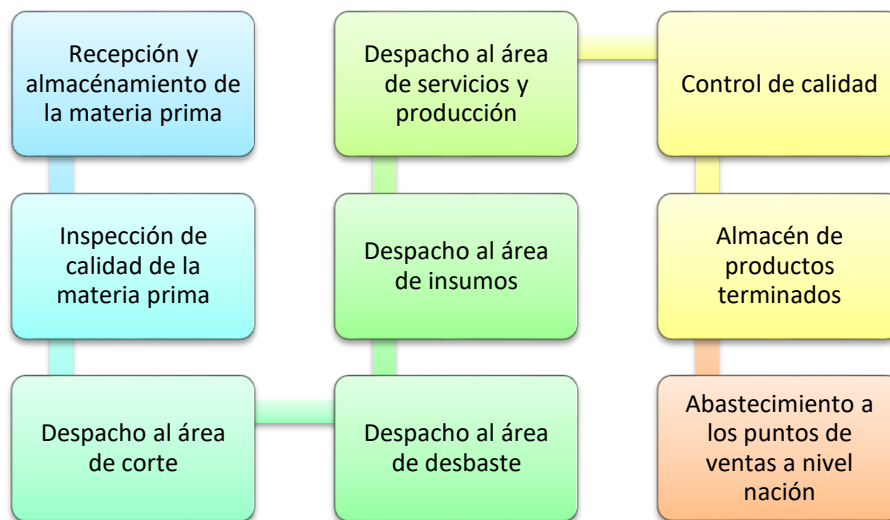 Recepción y
almacénamiento de
la materia prima
Inspección de
calidad de la
materia prima
Despacho al área
de corte
Despacho al área
de desbaste
Despacho al área
de insumos
Despacho al área
de servicios y
producción
Control de calidad
Almacén de
productos
terminados
Abastecimiento a
los puntos de
ventas a nivel
nación